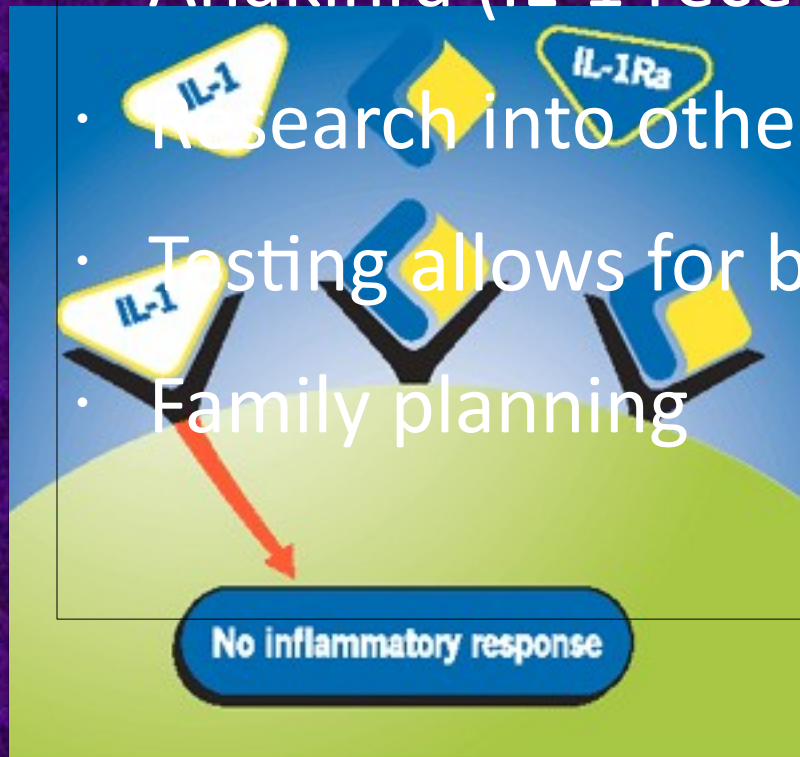 IL-1
IL-1Ra
· Research into othe
· Testing allows for b
IL-1
· Family planning
No inflammatory response